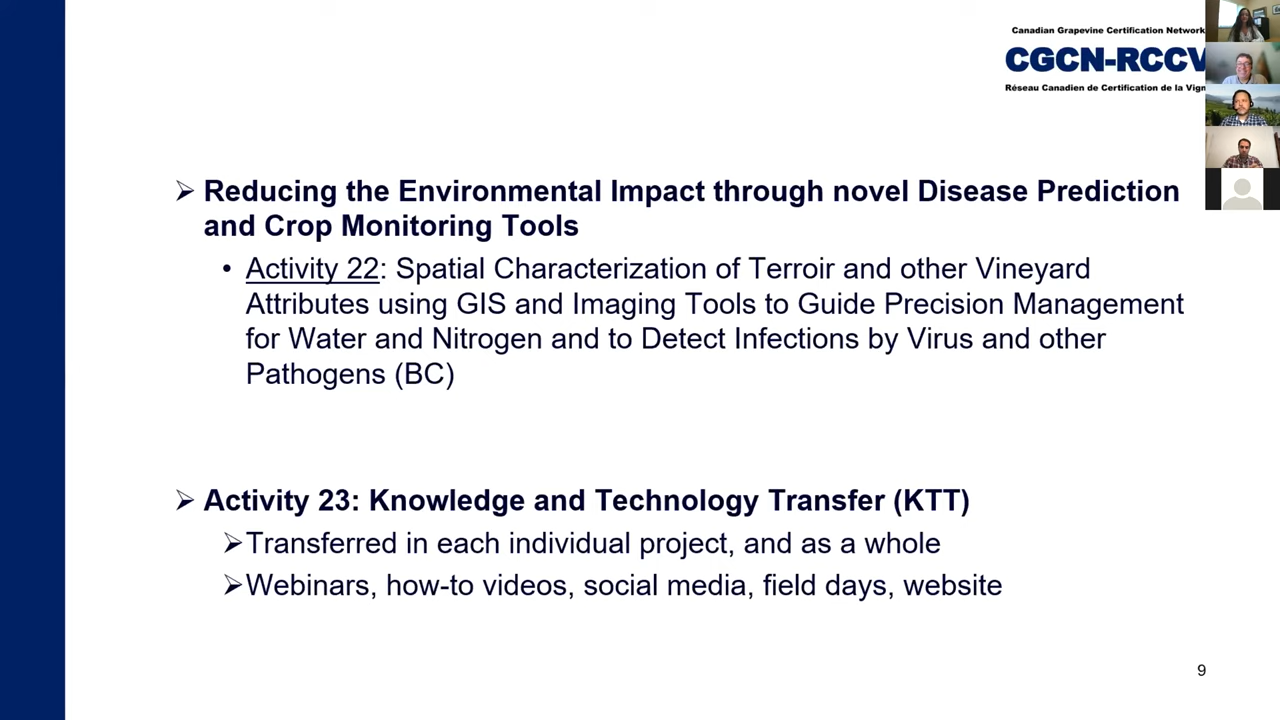 Canadian Grapevine Certification Network
CGCN-RCCV
Réseau Canadien de Certification de la Vign
➢ Reducing the Environmental Impact through novel Disease Prediction
and Crop Monitoring Tools
• Activity 22: Spatial Characterization of Terroir and other Vineyard
Attributes using GIS and Imaging Tools to Guide Precision Management
for Water and Nitrogen and to Detect Infections by Virus and other
Pathogens (BC)
➢ Activity 23: Knowledge and Technology Transfer (KTT)
➢Transferred in each individual project, and as a whole
➢Webinars, how-to videos, social media, field days, website
9